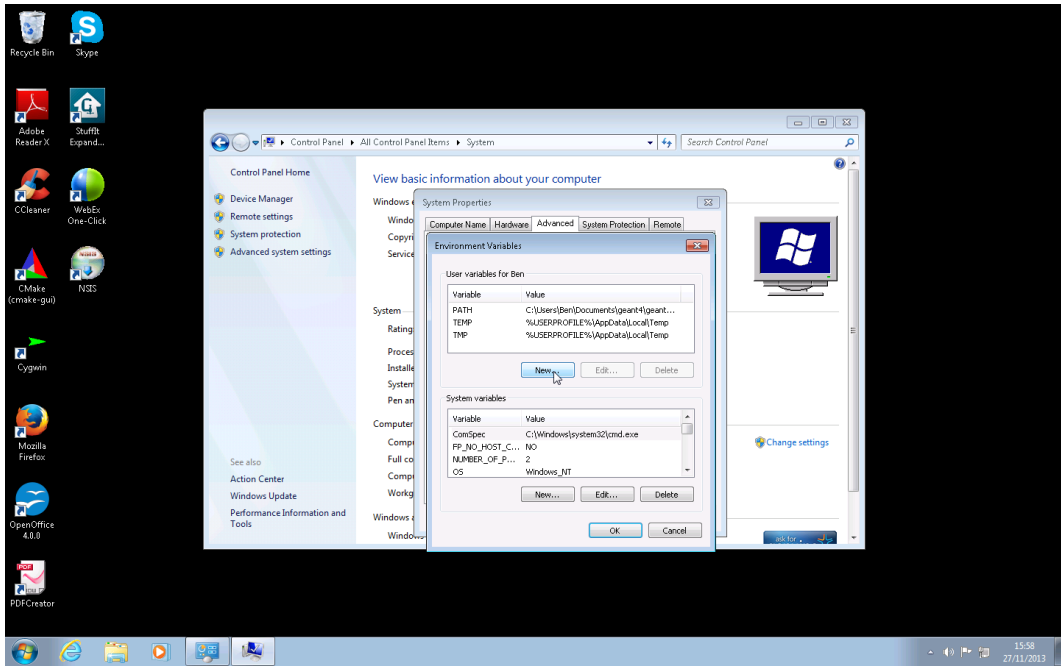 Recycle Bin
Skype
Adobe
Reader X
StuffIt
Expand...
CCleaner
WebEx
One-Click
CMake
(cmake-gui)
NSIS
Cygwin
Mozilla
Firefox
OpenOffice
4.0.0
PDFCreator
Control Panel
All Control Panel Items
System
Search Control Panel
Control Panel Home
Device Manager
Remote settings
System protection
Advanced system settings
See also
Action Center
Windows Update
Performance Information and
Tools
View basic information about your computer
Windows e
Windo
Copyri
Service
System
Rating
Proces
Installe
System
Pen an
Computer
Compu
Full co
Compu
Workg
Windows a
Windows
Change settings
ask for
System Properties
Computer Name
Hardware
Advanced
System Protection
Remote
Environment Variables
User variables for Ben
Variable Value
PATH C:\Users\Ben\Documents\geant4\geant...
TEMP %USERPROFILE%\AppData\Local\Temp
TMP %USERPROFILE%\AppData\Local\Temp
New... Edit... Delete
System variables
Variable Value
ComSpec C:\Windows\system32\cmd.exe
FP_NO_HOST_C... NO
NUMBER_OF_P... 2
OS Windows_NT
New... Edit... Delete
OK Cancel
15:58
27/11/2013